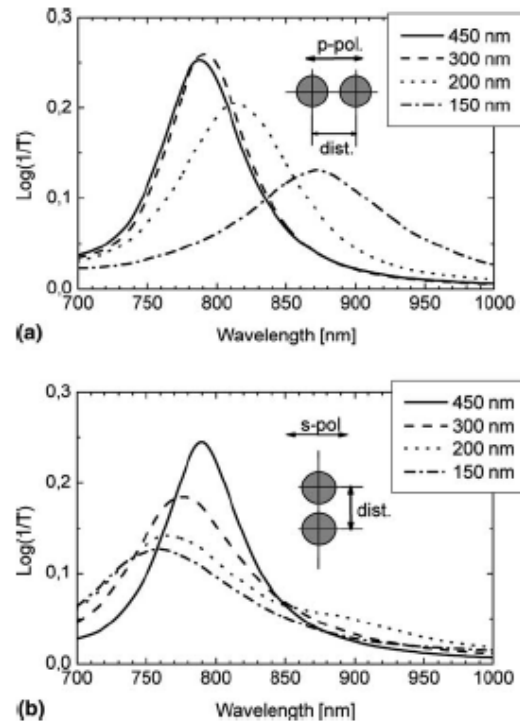 0,3
0,2
0,1
0,0
Log(1/T)
p-pol.
dist.
450 nm
300 nm
200 nm
150 nm
700 750 800 850 900 950 1000
Wavelength [nm]
(a)
0,3
0,2
0,1
0,0
Log(1/T)
s-pol
dist.
450 nm
300 nm
200 nm
150 nm
700 750 800 850 900 950 1000
Wavelength [nm]
(b)